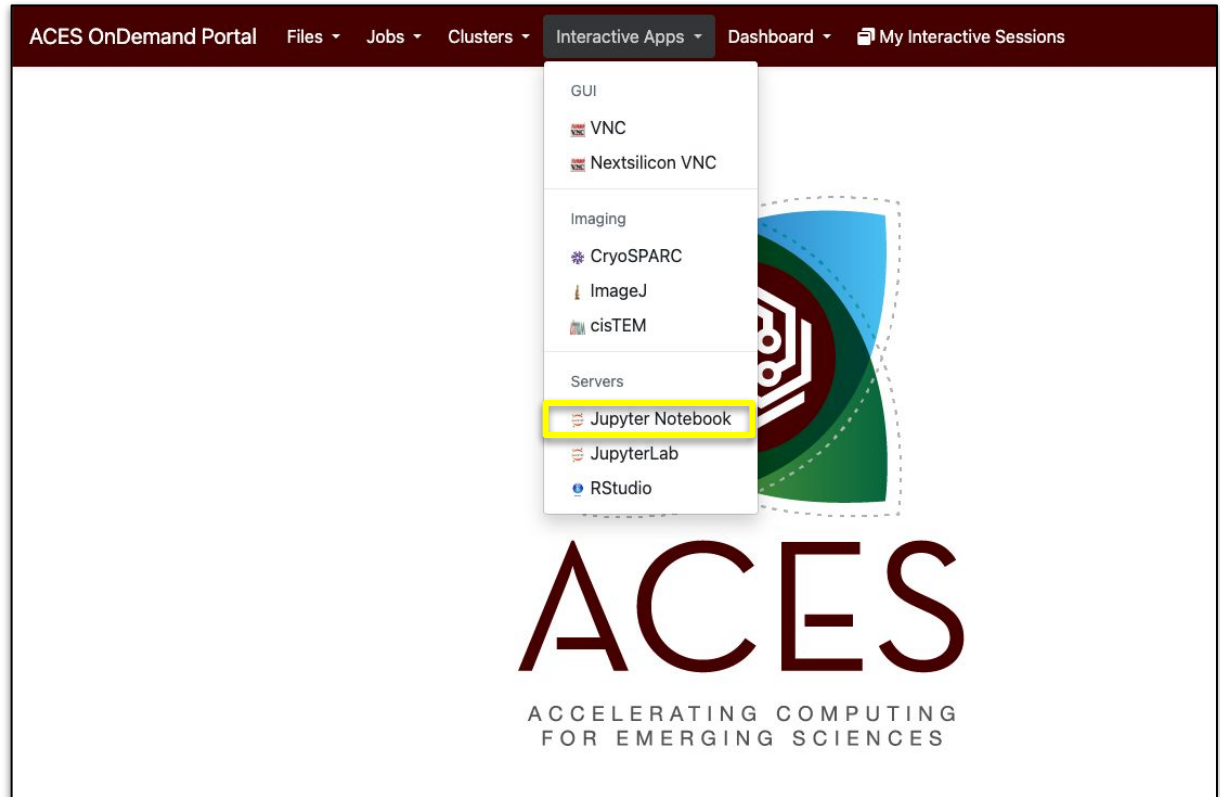 ACES OnDemand Portal Files Jobs Clusters Interactive Apps Dashboard My Interactive Sessions
GUI
VNC
Nextsilicon VNC
Imaging
CryoSPARC
ImageJ
cisTEM
Servers
Jupyter Notebook
JupyterLab
RStudio
ACES
ACCELERATING COMPUTING
FOR EMERGING SCIENCES